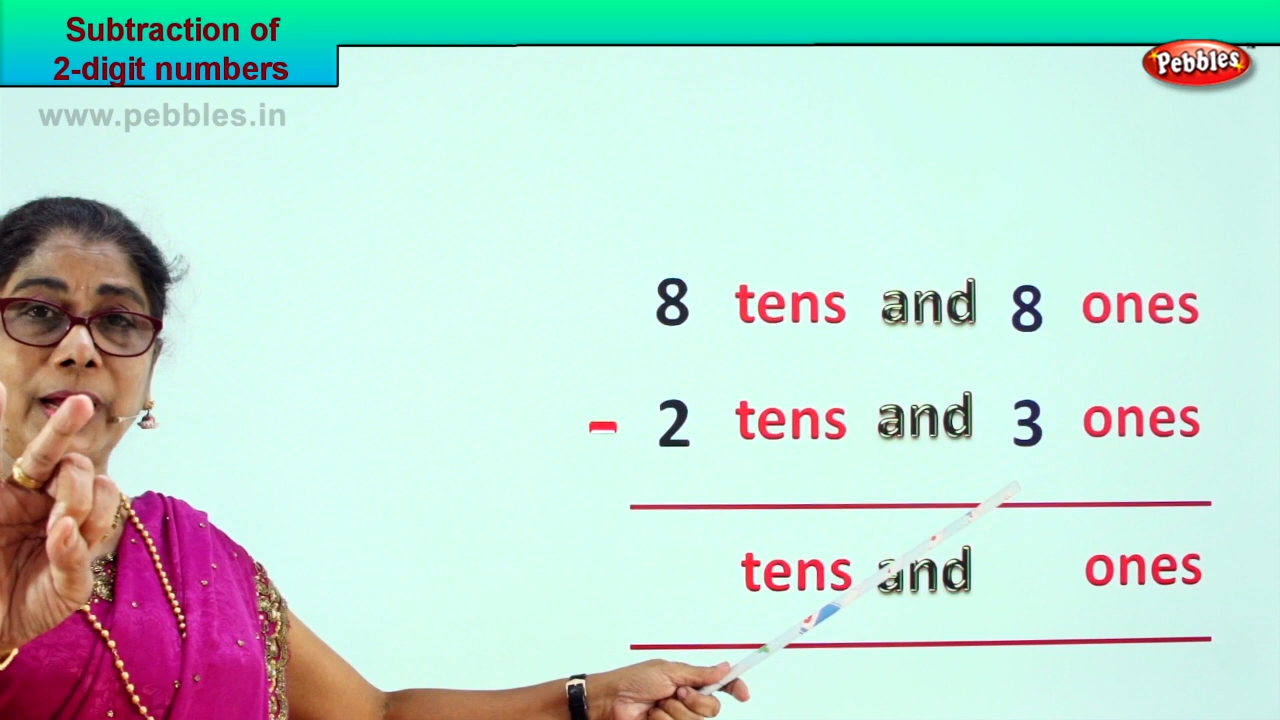 Subtraction of
2-digit numbers
Pebbles
www.pebbles.in
8 tens and 8 ones
- 2 tens and 3 ones
tens and ones